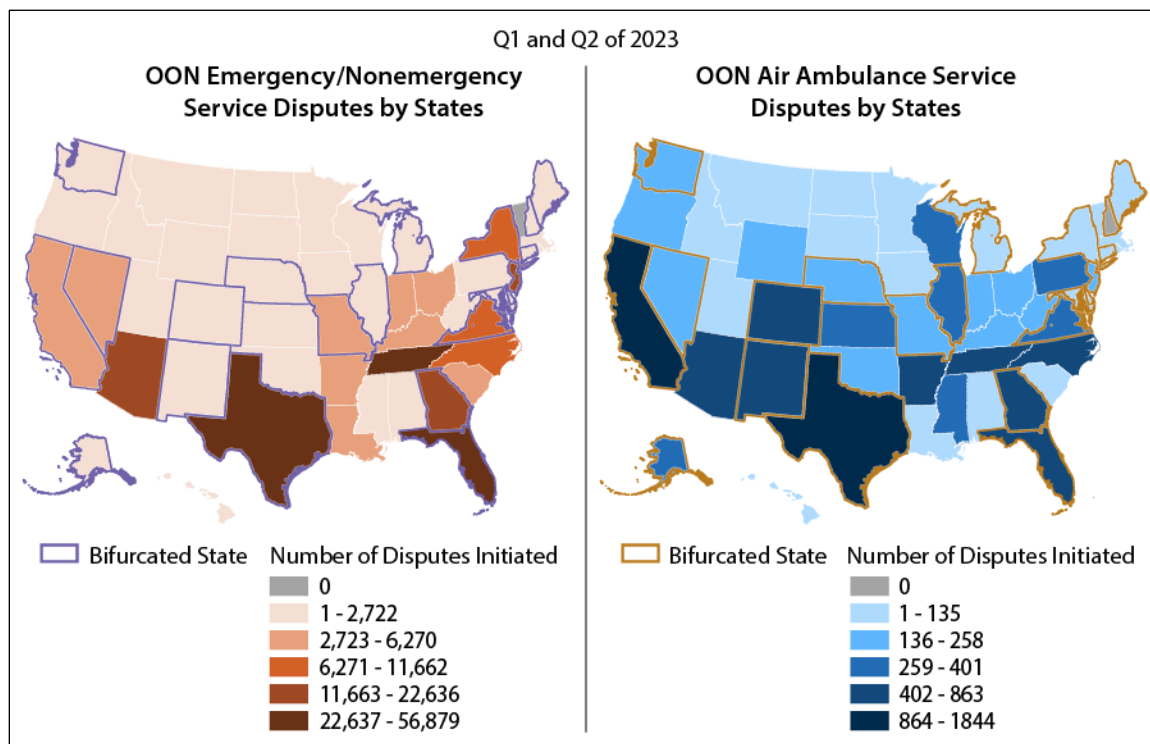 Q1 and Q2 of 2023
OON Emergency/Nonemergency
Service Disputes by States
Bifurcated State
Number of Disputes Initiated
0
1 - 2,722
2,723 - 6,270
6,271 - 11,662
11,663 - 22,636
22,637 - 56,879
OON Air Ambulance Service
Disputes by States
Bifurcated State
Number of Disputes Initiated
0
1 - 135
136 - 258
259 - 401
402 - 863
864 - 1844